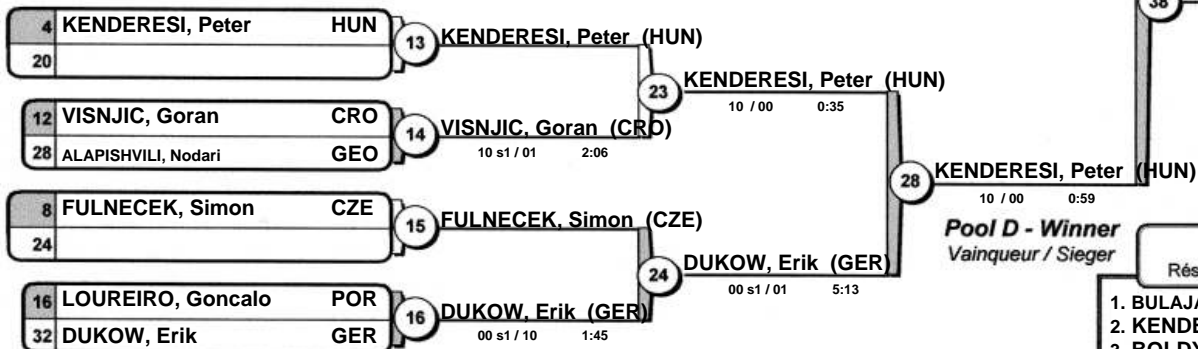 38
4 KENDERESI, Peter HUN
20
13 KENDERESI, Peter (HUN)
12 VISNJIC, Goran CRO
28 ALAPISHVILI, Nodari GEO
14 VISNJIC, Goran (CRO)
10 s1 / 01 2:06
23 KENDERESI, Peter (HUN)
10 / 00 0:35
8 FULNECEK, Simon CZE
24
15 FULNECEK, Simon (CZE)
16 LOUREIRO, Goncalo POR
32 DUKOW, Erik GER
16 DUKOW, Erik (GER)
00 s1 / 10 1:45
24 DUKOW, Erik (GER)
00 s1 / 01 5:13
28 KENDERESI, Peter (HUN)
10 / 00 0:59
Pool D - Winner
Vainqueur / Sieger
Rés
1. BULAJA
2. KENDE